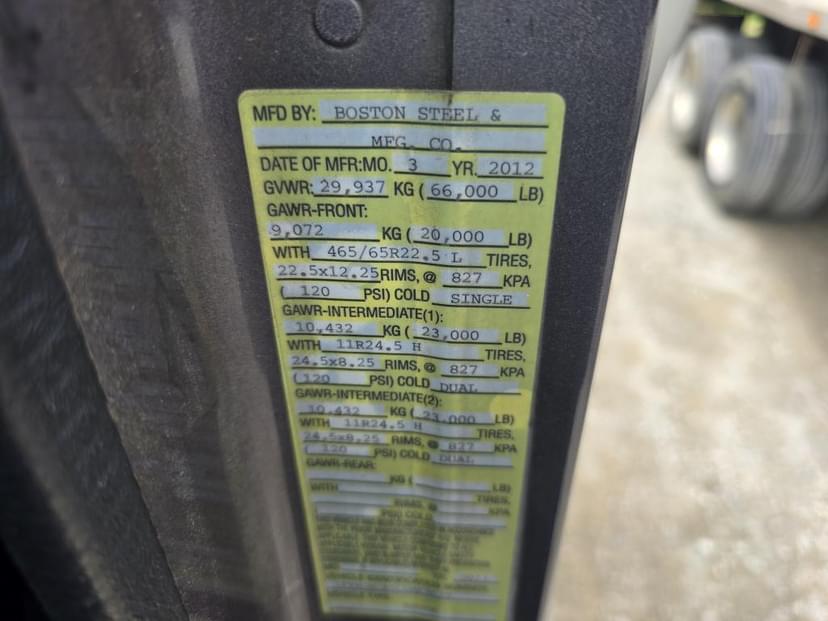 MFD BY: BOSTON STEEL &
MFG. CO.
DATE OF MFR:MO. 3 YR. 2012
GVWR: 29,937 KG ( 66,000 LB)
GAWR-FRONT:
9,072 KG ( 20,000 LB)
WITH 465/65R22.5 L TIRES,
22.5x12.25 RIMS, @ 827 KPA
( 120 PSI) COLD SINGLE
GAWR-INTERMEDIATE(1):
10,432 KG ( 23,000 LB)
WITH 11R24.5 H TIRES,
24.5x8.25 RIMS, @ 827 KPA
(120 PSI) COLD DUAL
GAWR-INTERMEDIATE(2):
10,432 KG ( 23,000 LB)
WITH 11R24.5 H TIRES,
24.5x8.25 RIMS, @ 827 KPA
( 120 PSI) COLD DUAL
GAWR-REAR:
KG ( LB)
WITH TIRES,
RIMS, @ KPA
PSI) COLD